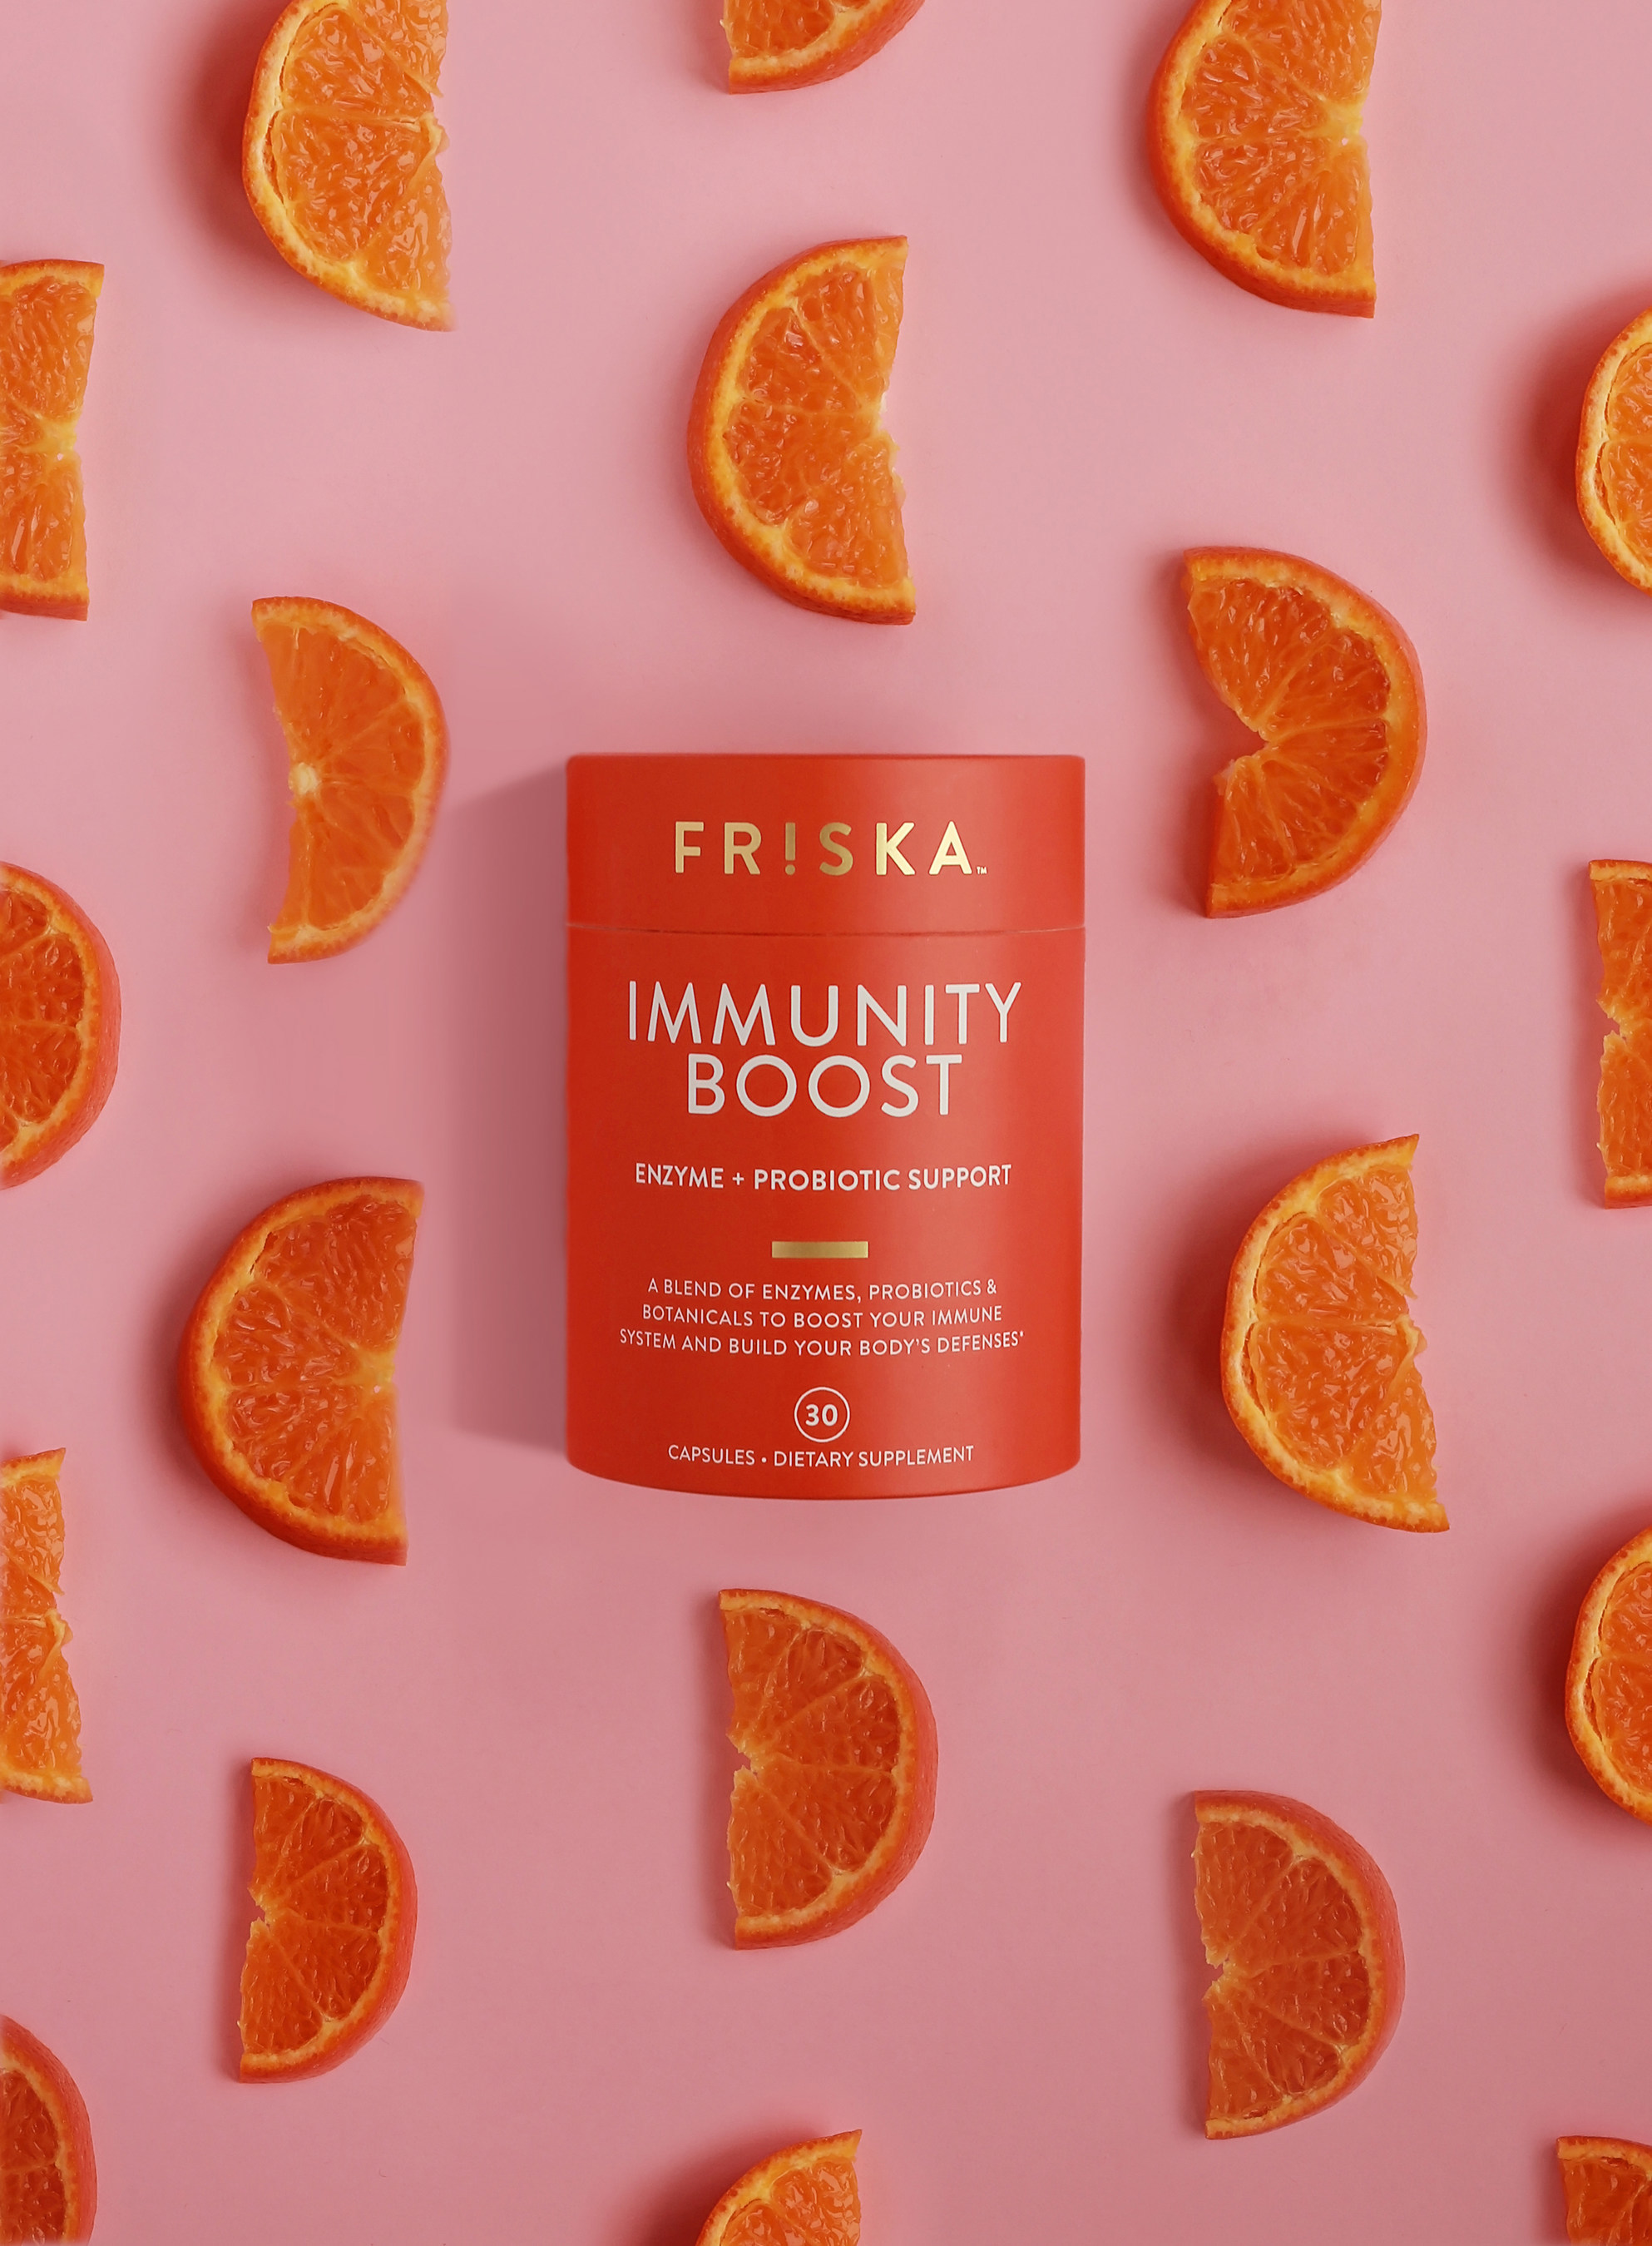 FR!SKA™
IMMUNITY
BOOST
ENZYME + PROBIOTIC SUPPORT
A BLEND OF ENZYMES, PROBIOTICS &
BOTANICALS TO BOOST YOUR IMMUNE
SYSTEM AND BUILD YOUR BODY'S DEFENSES*
30
CAPSULES • DIETARY SUPPLEMENT